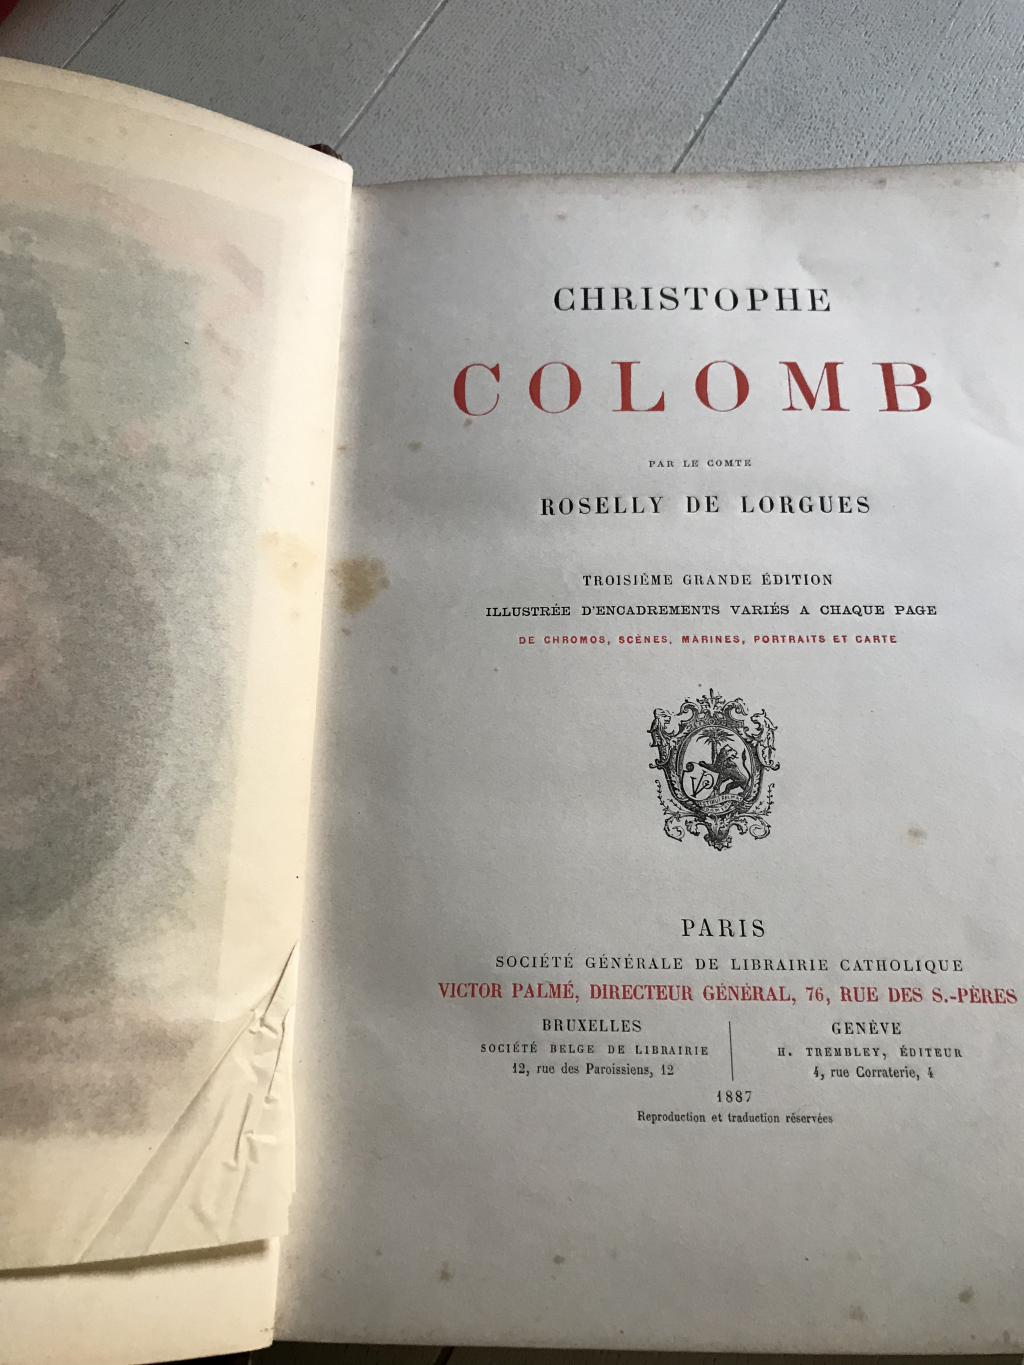 CHRISTOPHE
COLOMB
PAR LE COMTE
ROSELLY DE LORGUES
TROISIÈME GRANDE ÉDITION
ILLUSTRÉE D'ENCADREMENTS VARIÉS A CHAQUE PAGE
DE CHROMOS, SCÈNES, MARINES, PORTRAITS ET CARTE
VP
PARIS
SOCIÉTÉ GÉNÉRALE DE LIBRAIRIE CATHOLIQUE
VICTOR PALMÉ, DIRECTEUR GÉNÉRAL, 76, RUE DES S.-PÈRES
BRUXELLES
SOCIÉTÉ BELGE DE LIBRAIRIE
12, rue des Paroissiens, 12
GENÈVE
H. TREMBLEY, ÉDITEUR
4, rue Corraterie, 4
1887
Reproduction et traduction réservées